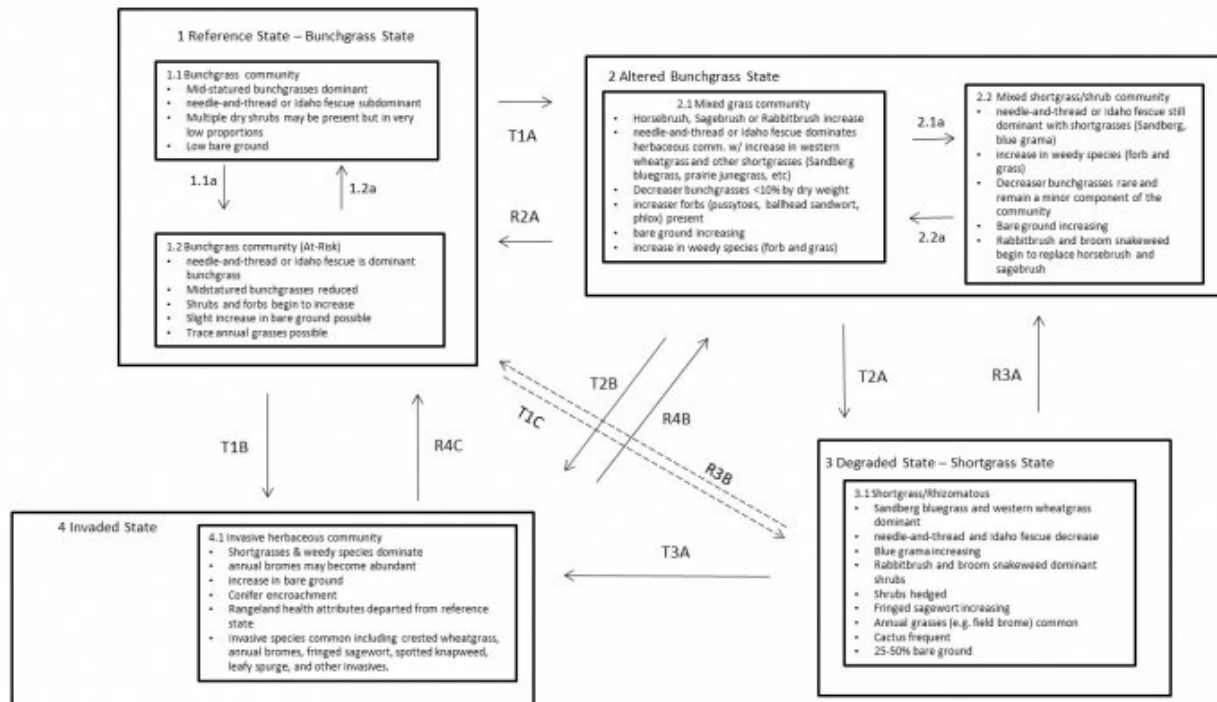 1 Reference State – Bunchgrass State
1.1 Bunchgrass community
• Mid-statured bunchgrasses dominant
• needle-and-thread or Idaho fescue subdominant
• Multiple dry shrubs may be present but in very
low proportions
• Low bare ground
1.1a
1.2a
1.2 Bunchgrass community (At-Risk)
• needle-and-thread or Idaho fescue is dominant
bunchgrass
• Midstatured bunchgrasses reduced
• Shrubs and forbs begin to increase
• Slight increase in bare ground possible
• Trace annual grasses possible
T1A
R2A
2 Altered Bunchgrass State
2.1 Mixed grass community
• Horsebrush, Sagebrush or Rabbitbrush increase
• needle-and-thread or Idaho fescue dominates
herbaceous comm. w/ increase in western
wheatgrass and other shortgrasses (Sandberg
bluegrass, prairie junegrass, etc)
• Decreaser bunchgrasses <10% by dry weight
• increaser forbs (pussytoes, ballhead sandwort,
phlox) present
• bare ground increasing
• increase in weedy species (forb and grass)
2.1a
2.2a
2.2 Mixed shortgrass/shrub community
• needle-and-thread or Idaho fescue still
dominant with shortgrasses (Sandberg,
blue grama)
• increase in weedy species (forb and
grass)
• Decreaser bunchgrasses rare and
remain a minor component of the
community
• Bare ground increasing
• Rabbitbrush and broom snakeweed
begin to replace horsebrush and
sagebrush
T1B
R4C
T2B
R4B
T1C
R3B
T2A
R3A
T3A
4 Invaded State
4.1 Invasive herbaceous community
• Shortgrasses & weedy species dominate
• annual bromes may become abundant
• increase in bare ground
• Conifer encroachment
• Rangeland health attributes departed from reference
state
• Invasive species common including crested wheatgrass,
annual bromes, fringed sagewort, spotted knapweed,
leafy spurge, and other invasives.
3 Degraded State – Shortgrass State
3.1 Shortgrass/Rhizomatous
• Sandberg bluegrass and western wheatgrass
dominant
• needle-and-thread and Idaho fescue decrease
• Blue grama increasing
• Rabbitbrush and broom snakeweed dominant
shrubs
• Shrubs hedged
• Fringed sagewort increasing
• Annual grasses (e.g. field brome) common
• Cactus frequent
• 25-50% bare ground